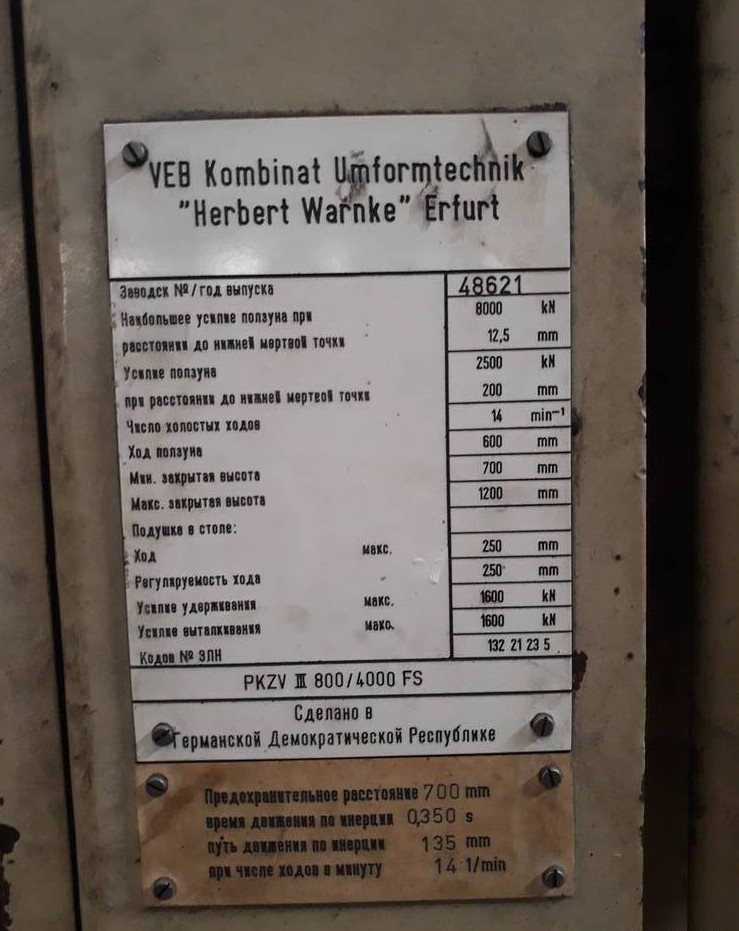 VEB Kombinat Umformtechnik
"Herbert Warnke" Erfurt
Заводск №/год выпуска 48621
Наибольшее усилие ползуна при 8000 kN
расстоянии до нижней мертвой точки 12,5 mm
Усилие ползуна 2500 kN
при расстоянии до нижней мертвой точки 200 mm
Число холостых ходов 14 min⁻¹
Ход ползуна 600 mm
Мин. закрытая высота 700 mm
Макс. закрытая высота 1200 mm
Подушка в столе:
Ход макс. 250 mm
Регулируемость хода 250 mm
Усилие удерживания макс. 1600 kN
Усилие выталкивания макс. 1600 kN
Кодов № ЗЛН 132 21 23 5
PKZV III 800/4000 FS
Сделано в
Германской Демократической Республике
Предохранительное расстояние 700 mm
время движения по инерции 0,350 s
путь движения по инерции 135 mm
при числе ходов в минуту 14 1/min